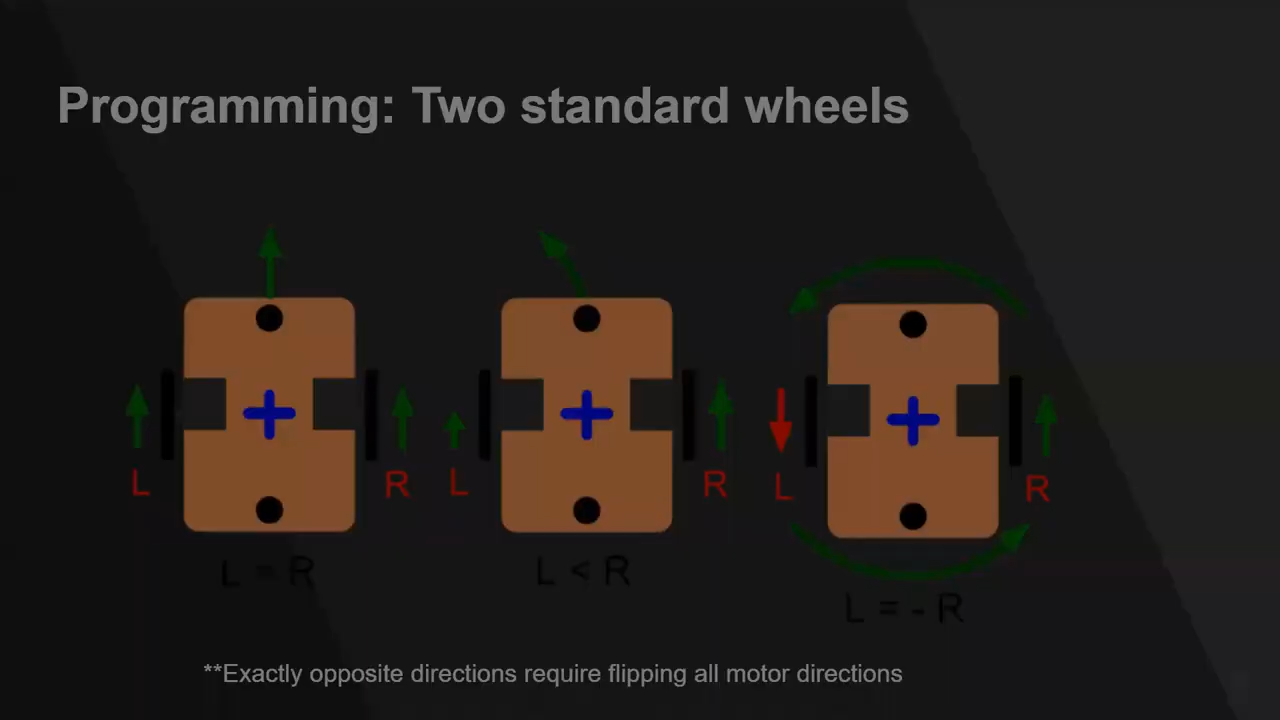 Programming: Two standard wheels
L R L R L R
L = R
L < R
L = - R
**Exactly opposite directions require flipping all motor directions